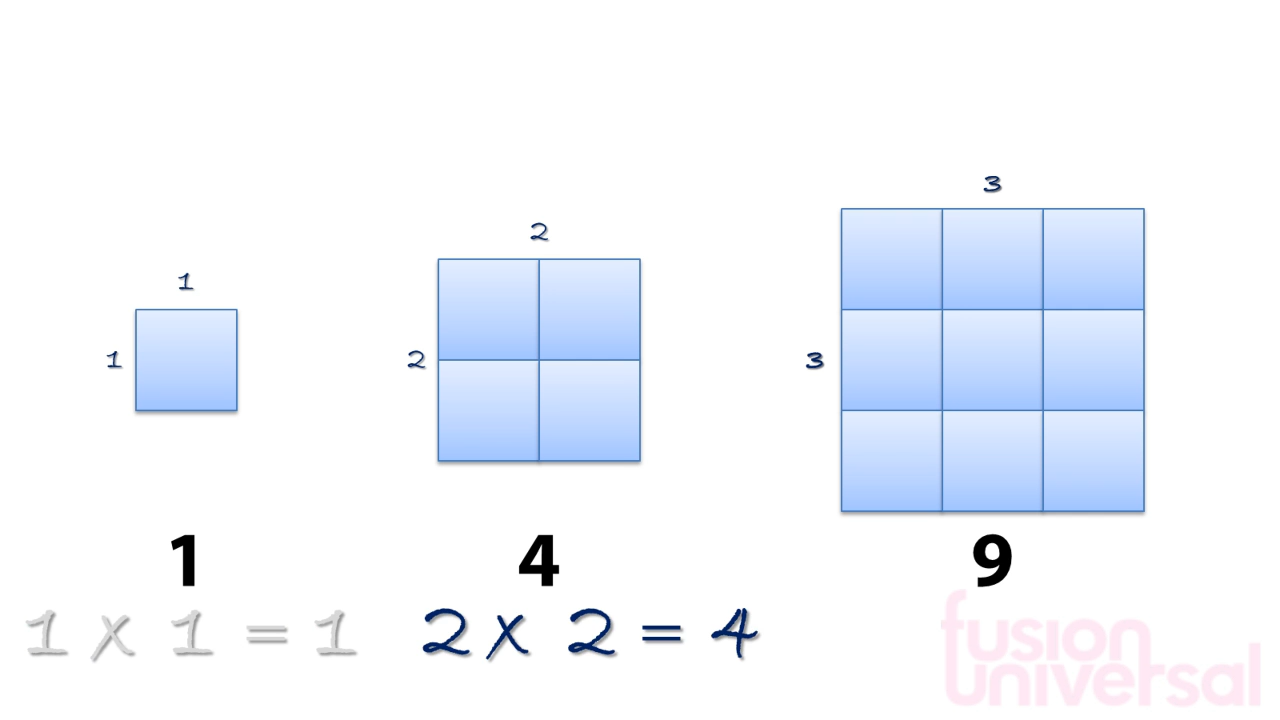 3
2
1
1
2
3
1
4
9
1 x 1 = 1
2 x 2 = 4
fusion
universal